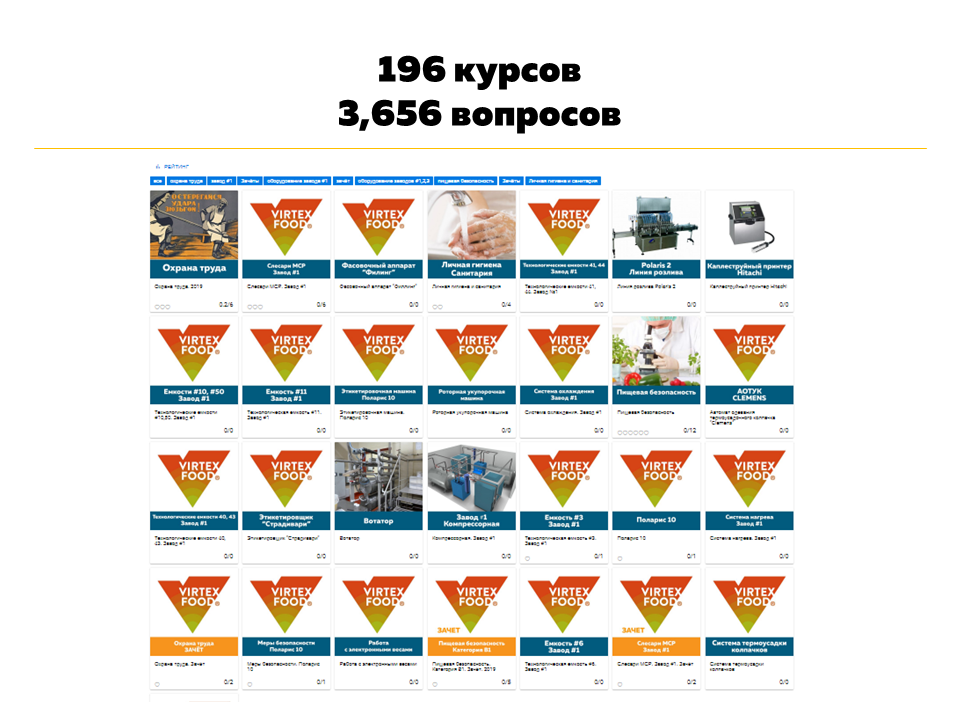 196 курсов
3,656 вопросов
РЕЙТИНГ
все
охрана труда
завод #1
Зачёты
оборудование завода #1
зачёт
оборудование заводов #1,2,3
пищевая безопасность
Зачёты
Личная гигиена и санитария
ОСТЕРЕГАЙСЯ
УДАРА
Охрана труда
Охрана труда. 2019
0.2/6
VIRTEX
FOOD
Слесари МСР
Завод #1
Слесари МСР. Завод #1
0/6
VIRTEX
FOOD
Фасовочный аппарат
"Филинг"
0/0
Личная гигиена
Санитария
Личная гигиена и санитария
0/4
VIRTEX
FOOD
Технологические емкости 41, 44
Завод #1
Технологические емкости 41,
44. Завод №1
0/0
Polaris 2
Линия розлива
Линия розлива Polaris 2
0/0
Каплеструйный принтер
Hitachi
Каплеструйный принтер Hitachi
0/0
VIRTEX
FOOD
Емкости #10, #50
Завод #1
Технологические емкости
#10,50. Завод #1
0/0
VIRTEX
FOOD
Емкость #11
Завод #1
Технологическая емкость #11.
Завод #1
0/0
VIRTEX
FOOD
Этикетировочная машина
Поларис 10
Этикетировочная машина.
Поларис 10
0/0
VIRTEX
FOOD
Роторная укупорочная
машина
Роторная укупорочная машина
0/0
VIRTEX
FOOD
Система охлаждения
Завод #1
Система охлаждения. Завод #1
0/0
Пищевая безопасность
Пищевая безопасность
0/12
VIRTEX
FOOD
АОТУК
CLEMENS
Автомат одевания
термоусадочного колпачка
"Clemens"
0/0
VIRTEX
FOOD
Технологические емкости 40, 43
Завод #1
Технологические емкости 40,
43. Завод #1
0/0
VIRTEX
FOOD
Этикетировщик
"Страдивари"
Этикетировщик "Страдивари"
0/0
Вотатор
Вотатор
0/0
Завод #1
Компрессорная
Компрессорная. Завод #1
0/0
VIRTEX
FOOD
Емкость #3
Завод #1
Технологическая емкость #3.
Завод #1
0/1
VIRTEX
FOOD
Поларис 10
Поларис 10
0/1
VIRTEX
FOOD
Система нагрева
Завод #1
Система нагрева. Завод #1
0/0
VIRTEX
FOOD
Охрана труда
ЗАЧЁТ
Охрана труда. Зачет
0/2
VIRTEX
FOOD
Меры безопасности
Поларис 10
Меры безопасности. Поларис
10
0/1
VIRTEX
FOOD
Работа
с электронными весами
Работа с электронными весами
0/0
VIRTEX
FOOD
ЗАЧЕТ
Пищевая безопасность
Категория B1
Пищевая безопасность.
Категория B1. Зачет. 2019
VIRTEX
FOOD
Емкость #6
Завод #1
Технологическая емкость #6.
Завод #1
0/0
VIRTEX
FOOD
ЗАЧЕТ
Слесари МСР
Завод #1
Слесари МСР. Завод #1. Зачет
0/2
VIRTEX
FOOD
Система термоусадки
колпачков
Система термоусадки
колпачков
0/0